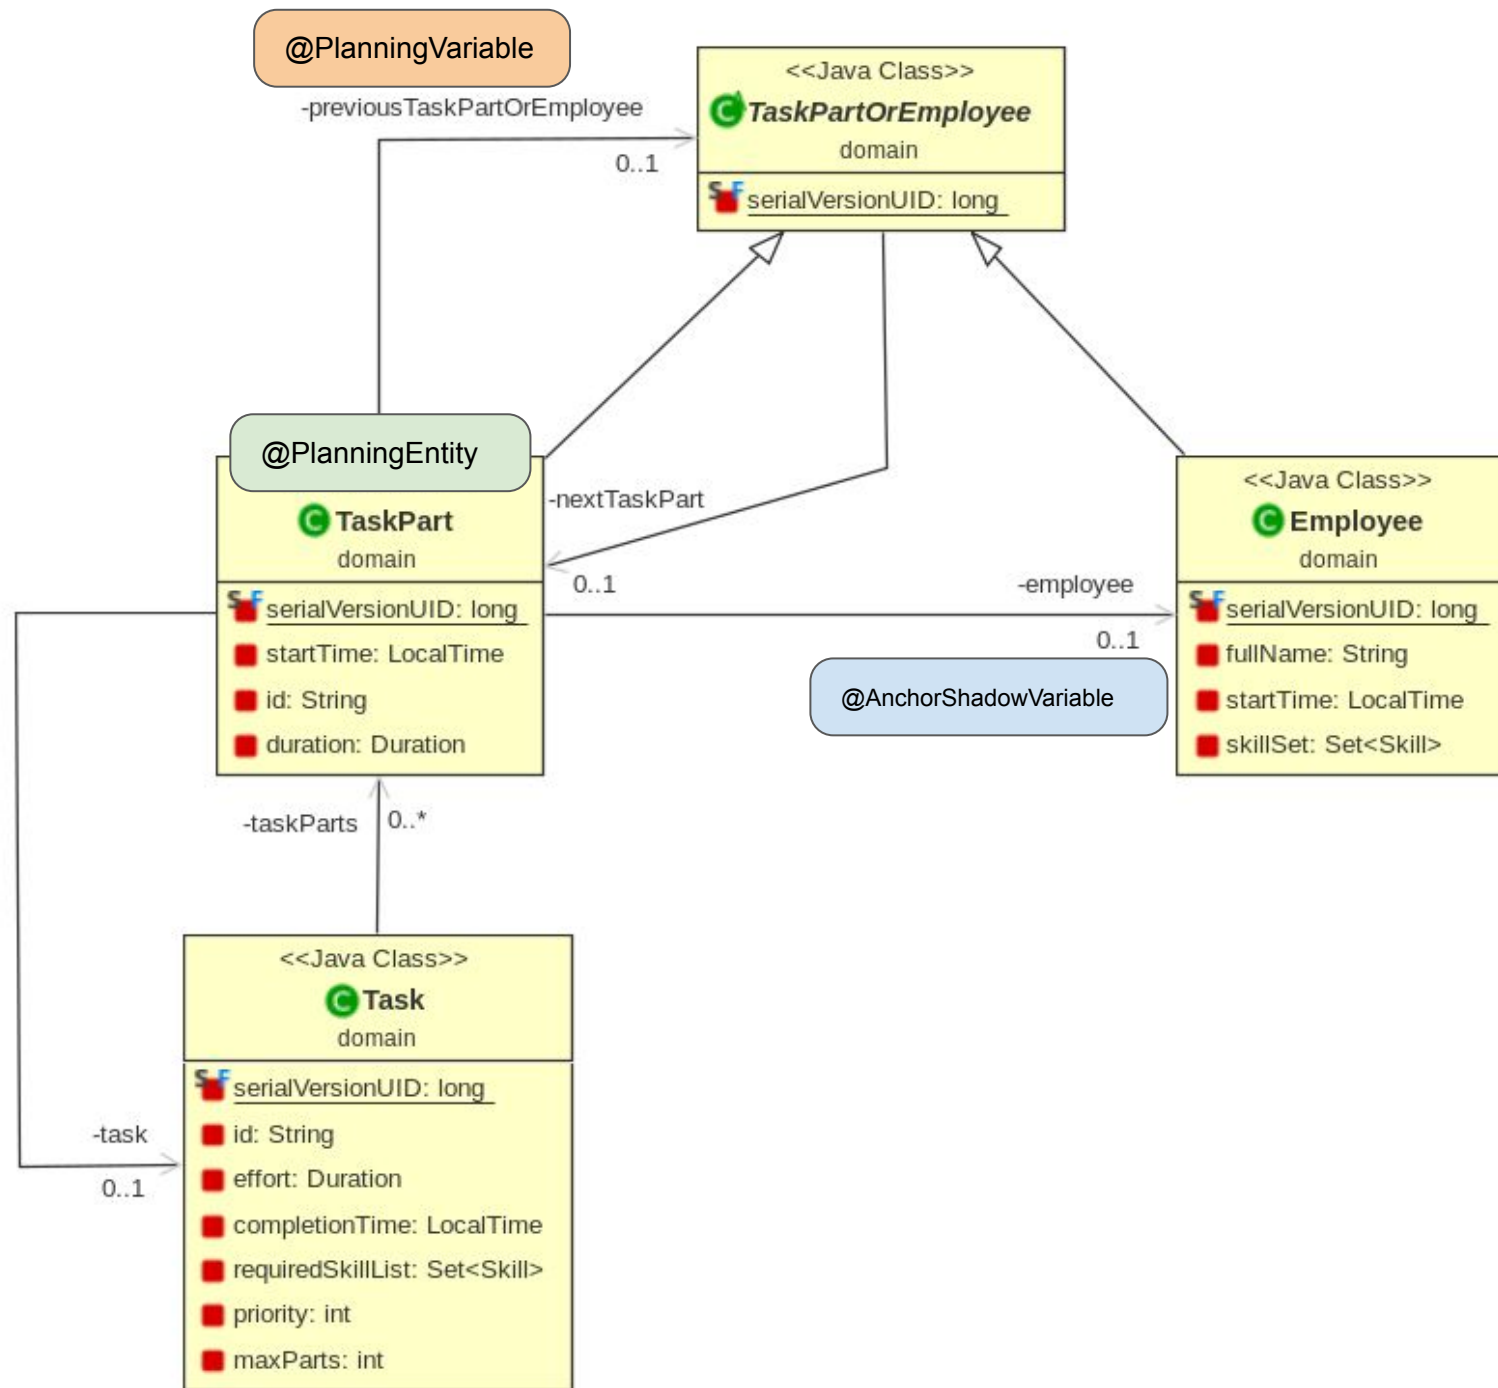 @PlanningVariable
-previousTaskPartOrEmployee
0..1
<<Java Class>>
TaskPartOrEmployee
domain
serialVersionUID: long
@PlanningEntity
TaskPart
domain
serialVersionUID: long
startTime: LocalTime
id: String
duration: Duration
-nextTaskPart
0..1
-employee
0..1
@AnchorShadowVariable
<<Java Class>>
Employee
domain
serialVersionUID: long
fullName: String
startTime: LocalTime
skillSet: Set<Skill>
-taskParts
0..*
<<Java Class>>
Task
domain
serialVersionUID: long
id: String
effort: Duration
completionTime: LocalTime
requiredSkillList: Set<Skill>
priority: int
maxParts: int
-task
0..1